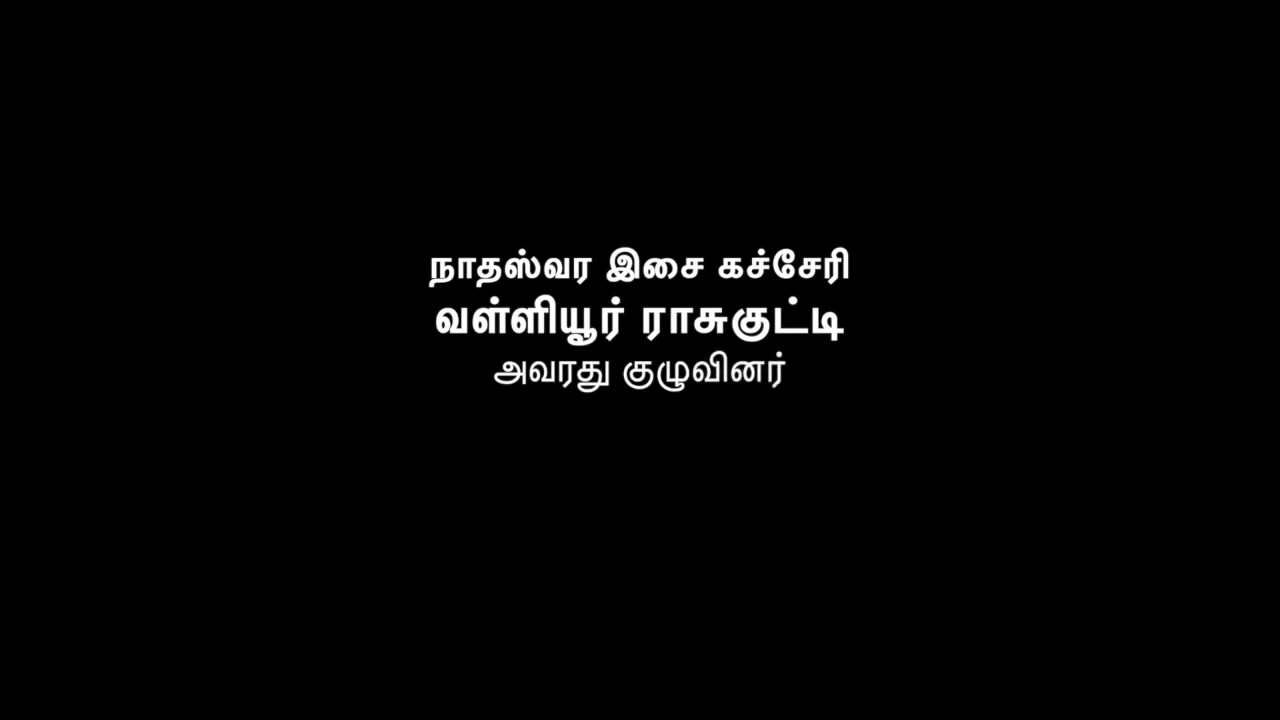 நாதஸ்வர இசை கச்சேரி
வள்ளியூர் ராசுகுட்டி
அவரது குழுவினர்